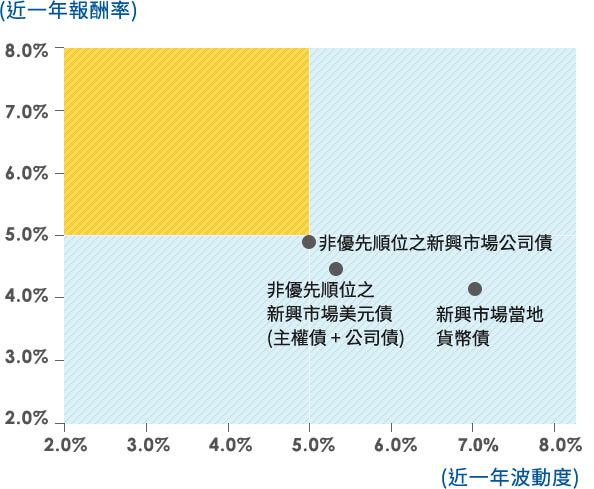 (近一年報酬率)
8.0%
7.0%
6.0%
5.0%
4.0%
3.0%
2.0%
非優先順位之新興市場公司債
非優先順位之
新興市場美元債
(主權債+公司債)
新興市場當地
貨幣債
2.0% 3.0% 4.0% 5.0% 6.0% 7.0% 8.0%
(近一年波動度)